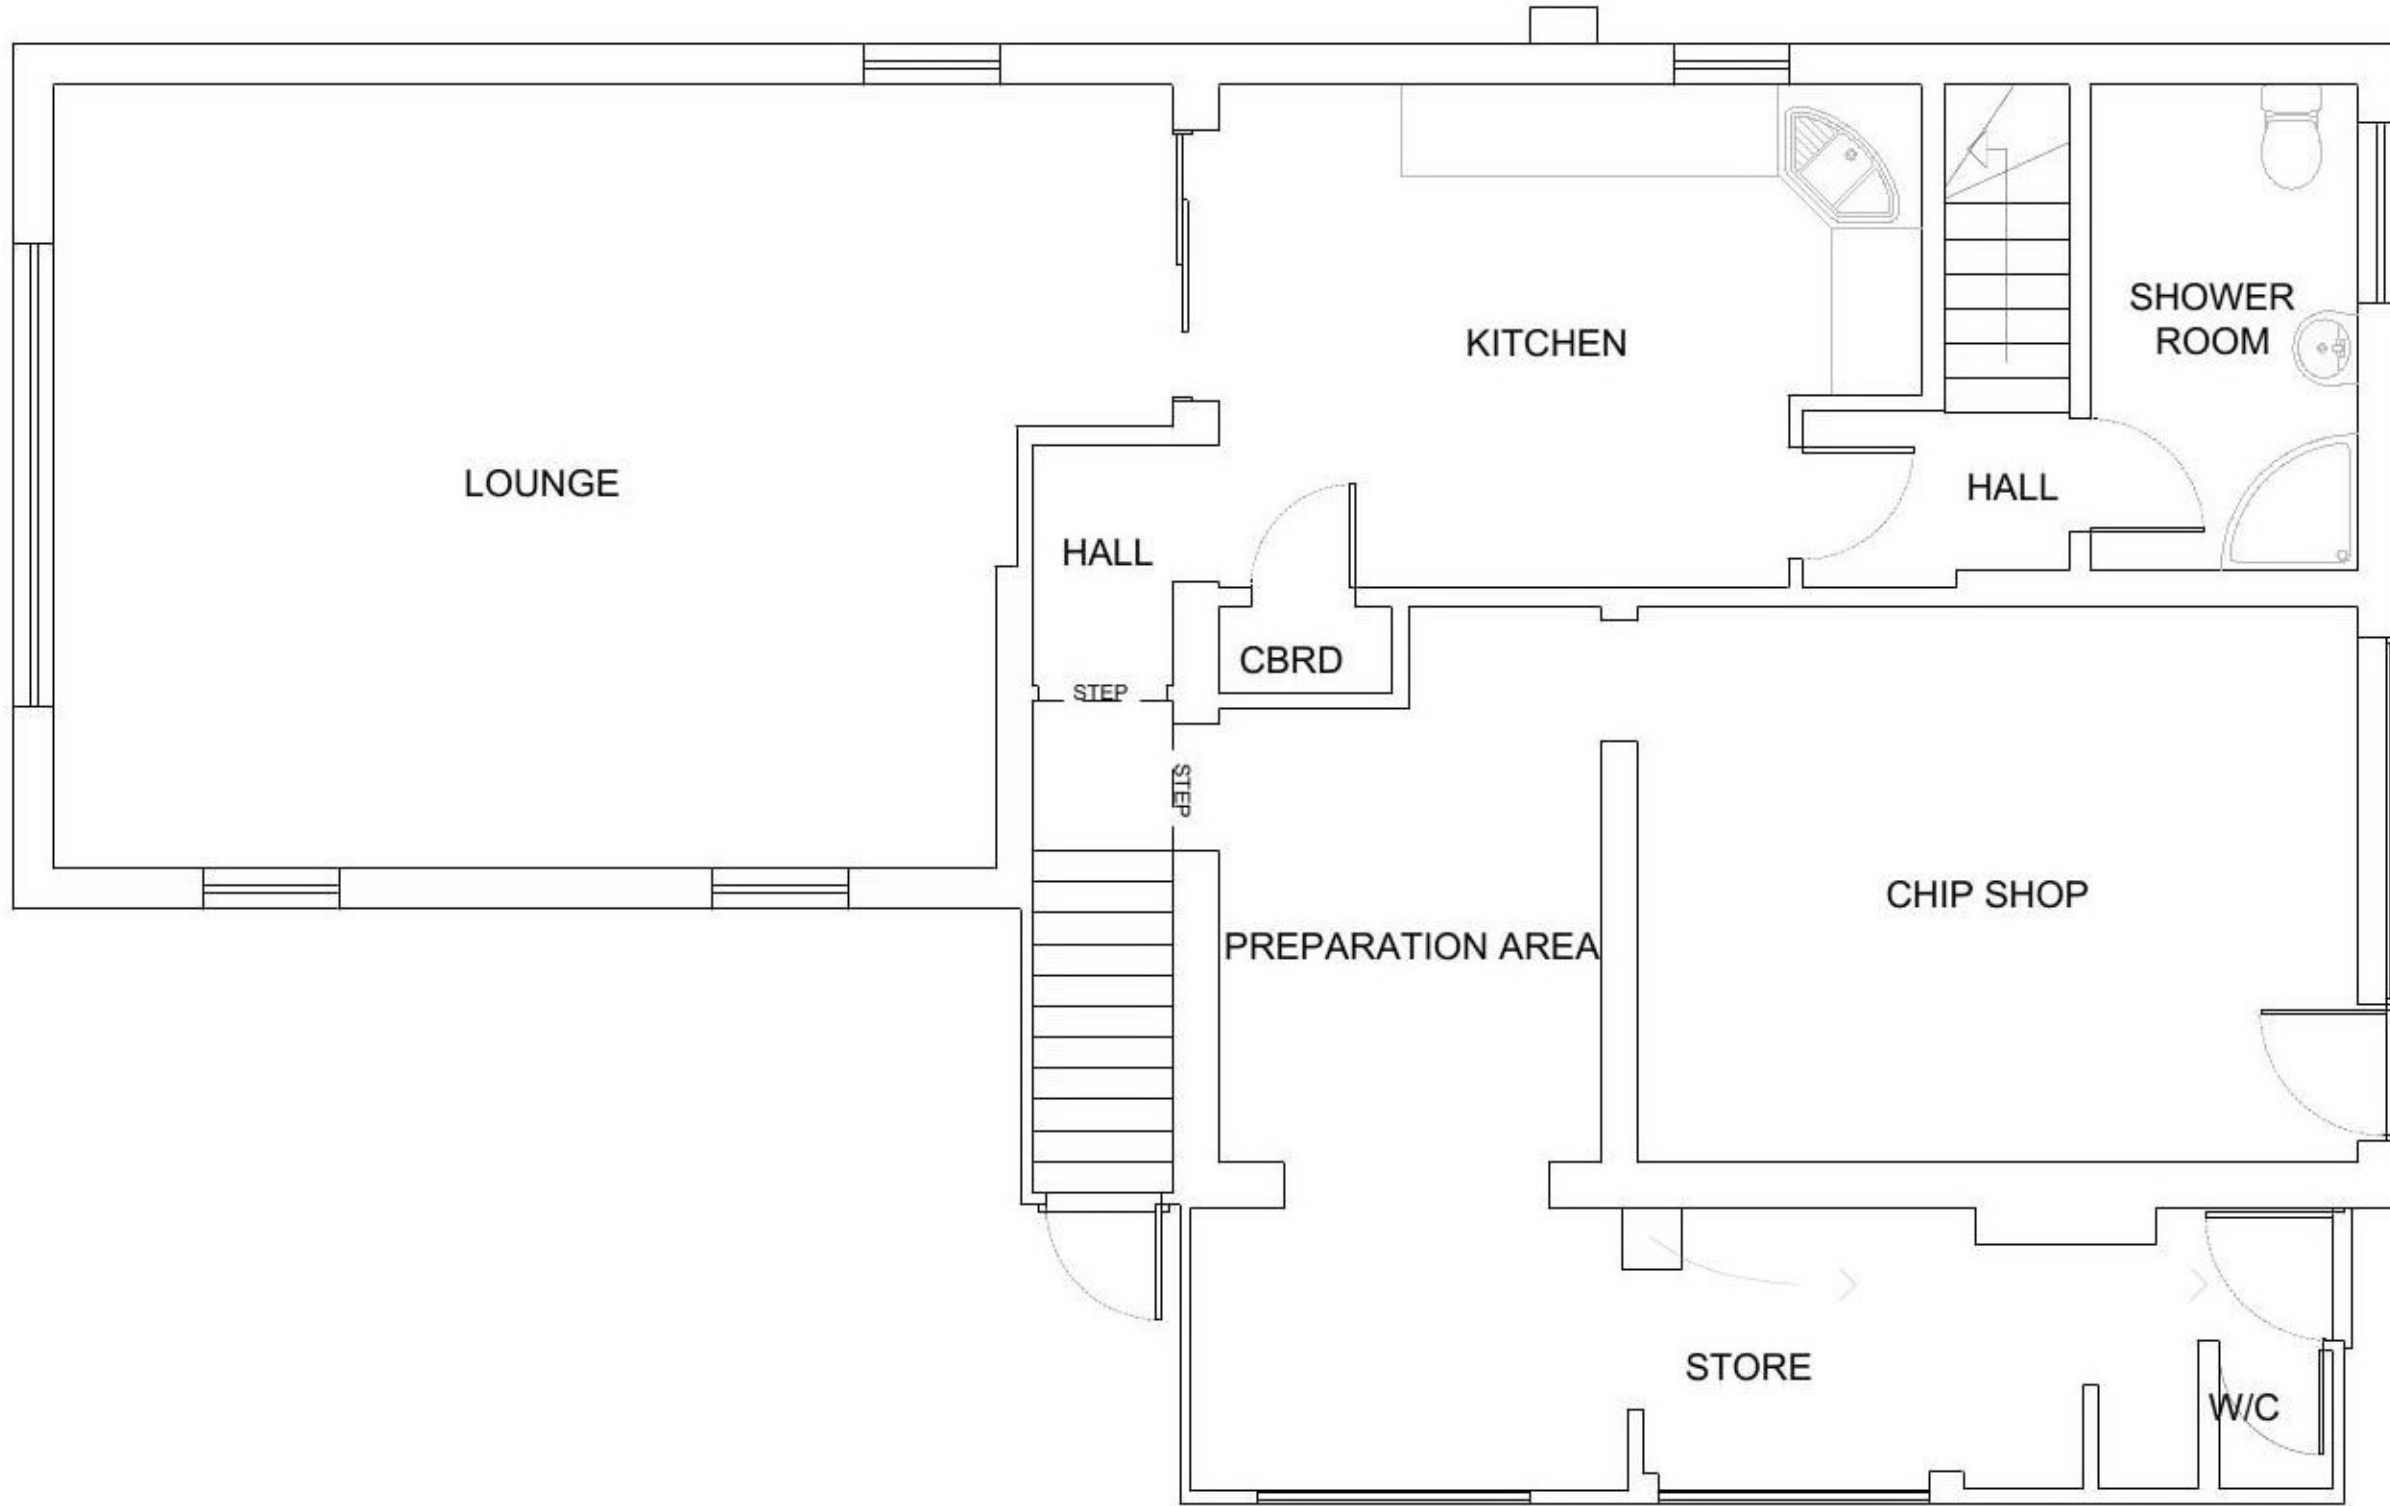 SHOWER
ROOM
KITCHEN
LOUNGE
HALL
HALL
CBRD
STEP
STEP
CHIP SHOP
PREPARATION AREA
STORE
W/C